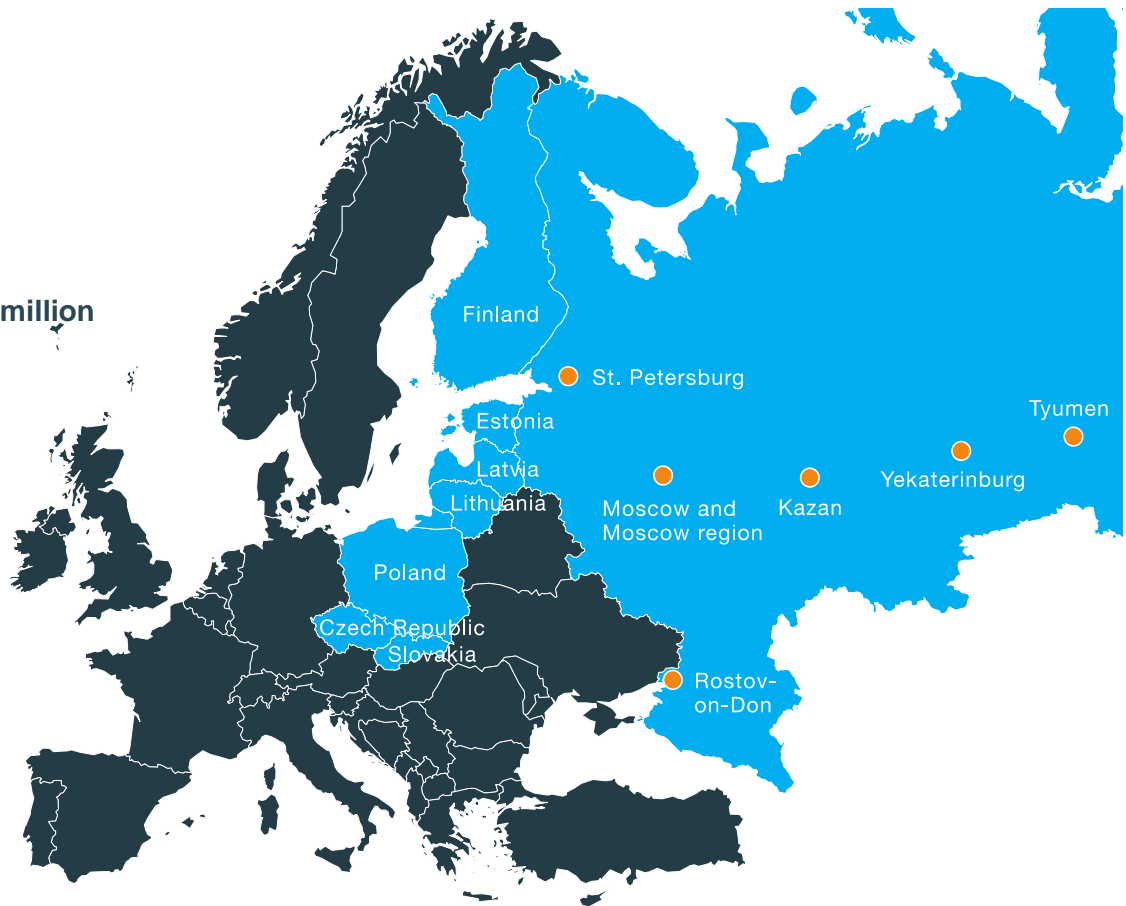 million
Finland
St. Petersburg
Tyumen
Estonia
Yekaterinburg
Latvia
Lithuania
Kazan
Moscow and
Moscow region
Poland
Czech Republic
Slovakia
Rostov-
on-Don